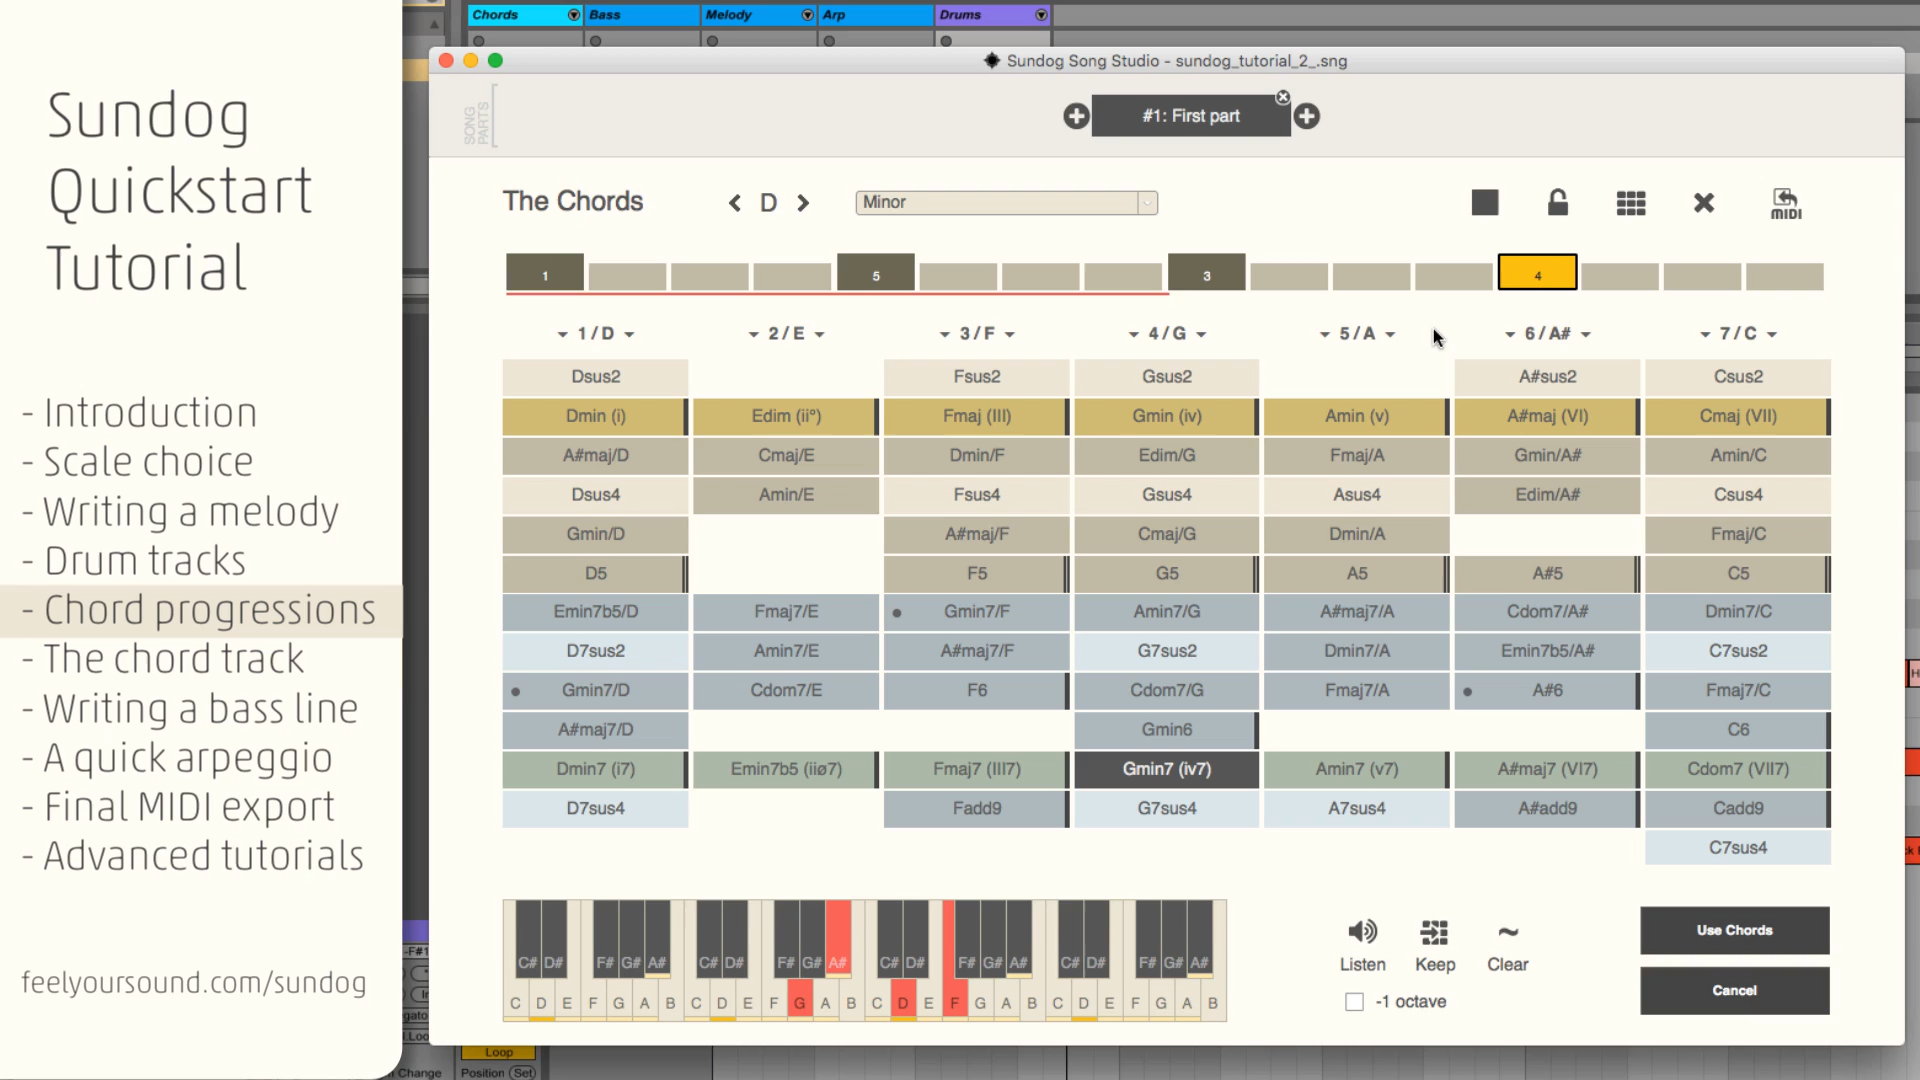 Sundog
Quickstart
Tutorial
- Introduction
- Scale choice
- Writing a melody
- Drum tracks
- Chord progressions
- The chord track
- Writing a bass line
- A quick arpeggio
- Final MIDI export
- Advanced tutorials
feelyoursound.com/sundog
Chords Bass Melody Arp Drums
Sundog Song Studio - sundog_tutorial_2_.sng
SONG PARTS
#1: First part
The Chords D Minor
MIDI
1 5 3 4
1 / D 2 / E 3 / F 4 / G 5 / A 6 / A# 7 / C
Dsus2 Fsus2 Gsus2 A#sus2 Csus2
Dmin (i) Edim (ii°) Fmaj (III) Gmin (iv) Amin (v) A#maj (VI) Cmaj (VII)
A#maj/D Cmaj/E Dmin/F Edim/G Fmaj/A Gmin/A# Amin/C
Dsus4 Amin/E Fsus4 Gsus4 Asus4 Edim/A# Csus4
Gmin/D A#maj/F Cmaj/G Dmin/A Fmaj/C
D5 F5 G5 A5 A#5 C5
Emin7b5/D Fmaj7/E Gmin7/F Amin7/G A#maj7/A Cdom7/A# Dmin7/C
D7sus2 Amin7/E A#maj7/F G7sus2 Dmin7/A Emin7b5/A# C7sus2
Gmin7/D Cdom7/E F6 Cdom7/G Fmaj7/A A#6 Fmaj7/C
A#maj7/D Gmin6 C6
Dmin7 (i7) Emin7b5 (iiø7) Fmaj7 (III7) Gmin7 (iv7) Amin7 (v7) A#maj7 (VI7) Cdom7 (VII7)
D7sus4 Fadd9 G7sus4 A7sus4 A#add9 Cadd9
C7sus4
C# D# F# G# A# C# D# F# G# A# C# D# F# G# A# C# D# F# G# A#
C D E F G A B C D E F G A B C D E F G A B C D E F G A B
Listen Keep Clear
-1 octave
Use Chords
Cancel
-F#1
Loop
Change Position Set